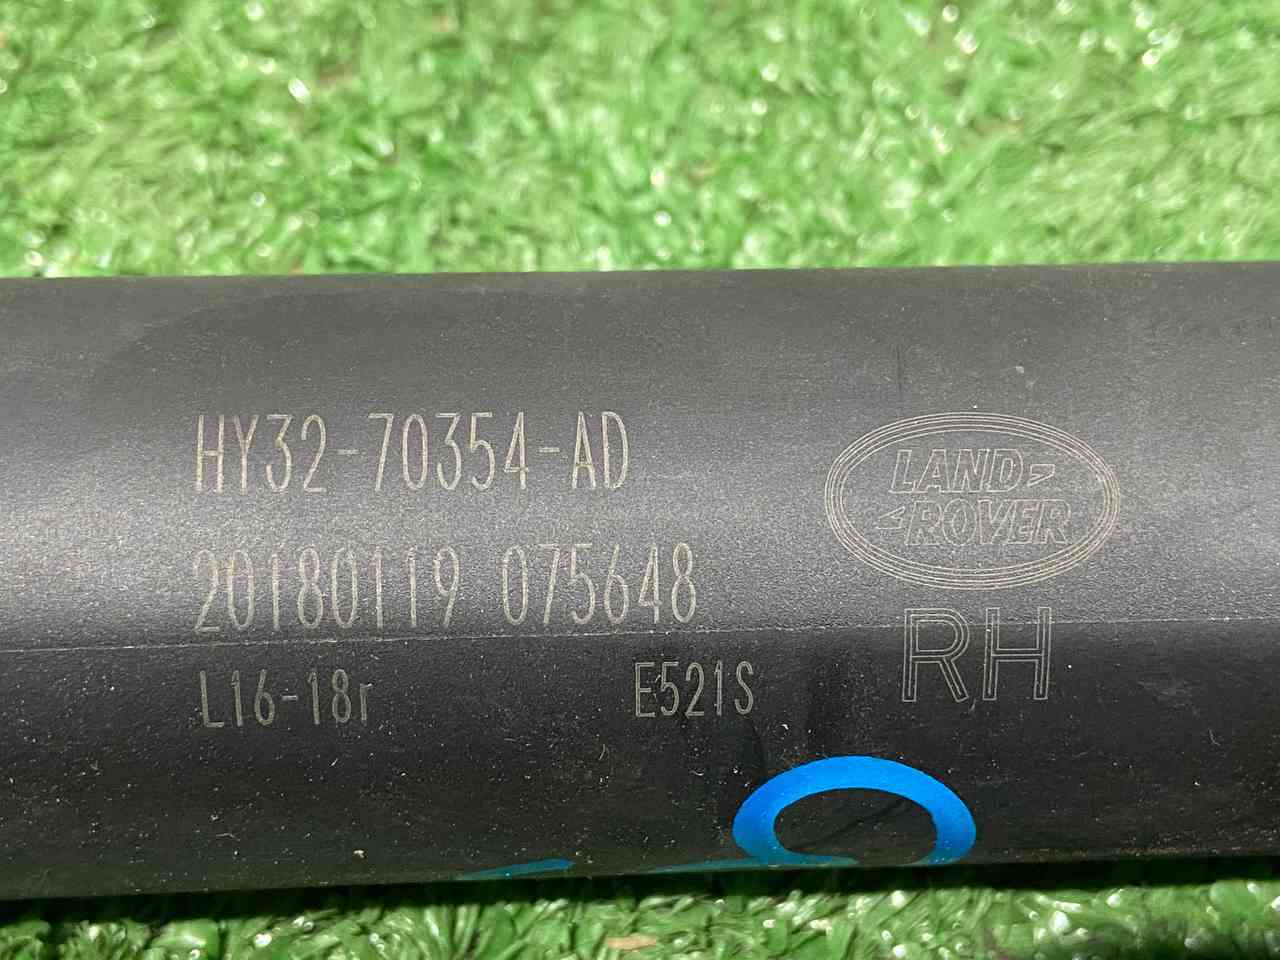 HY32-70354-AD
20180119 075648
L16-18r
E521S
LAND
ROVER
RH